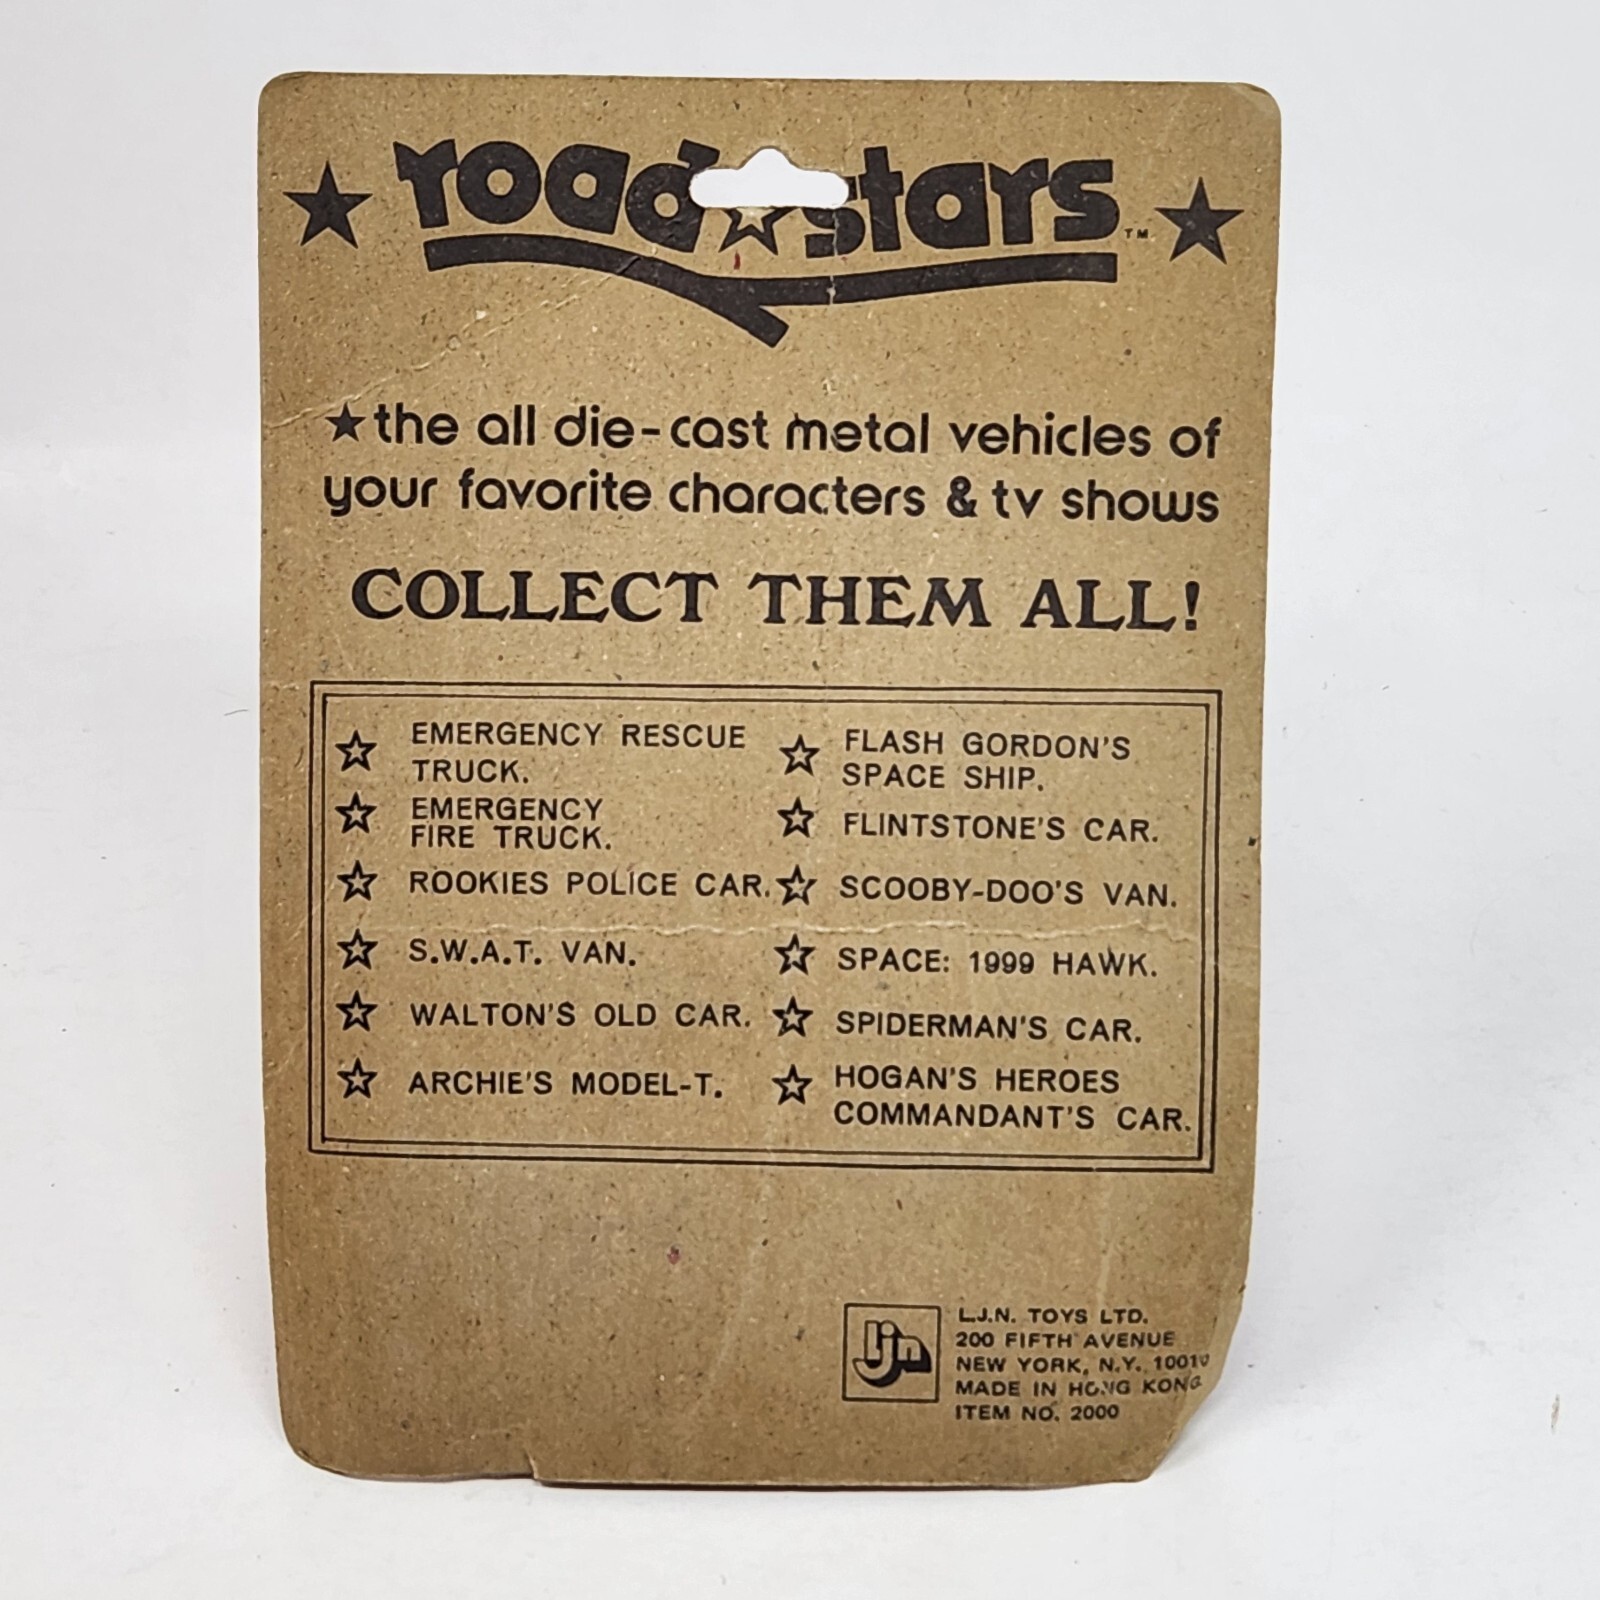 road stars TM
the all die-cast metal vehicles of
your favorite characters & tv shows
COLLECT THEM ALL!
EMERGENCY RESCUE
TRUCK.
EMERGENCY
FIRE TRUCK.
ROOKIES POLICE CAR.
S.W.A.T. VAN.
WALTON'S OLD CAR.
ARCHIE'S MODEL-T.
FLASH GORDON'S
SPACE SHIP.
FLINTSTONE'S CAR.
SCOOBY-DOO'S VAN.
SPACE: 1999 HAWK.
SPIDERMAN'S CAR.
HOGAN'S HEROES
COMMANDANT'S CAR.
ljn
L.J.N. TOYS LTD.
200 FIFTH AVENUE
NEW YORK, N.Y. 10010
MADE IN HONG KONG
ITEM NO. 2000